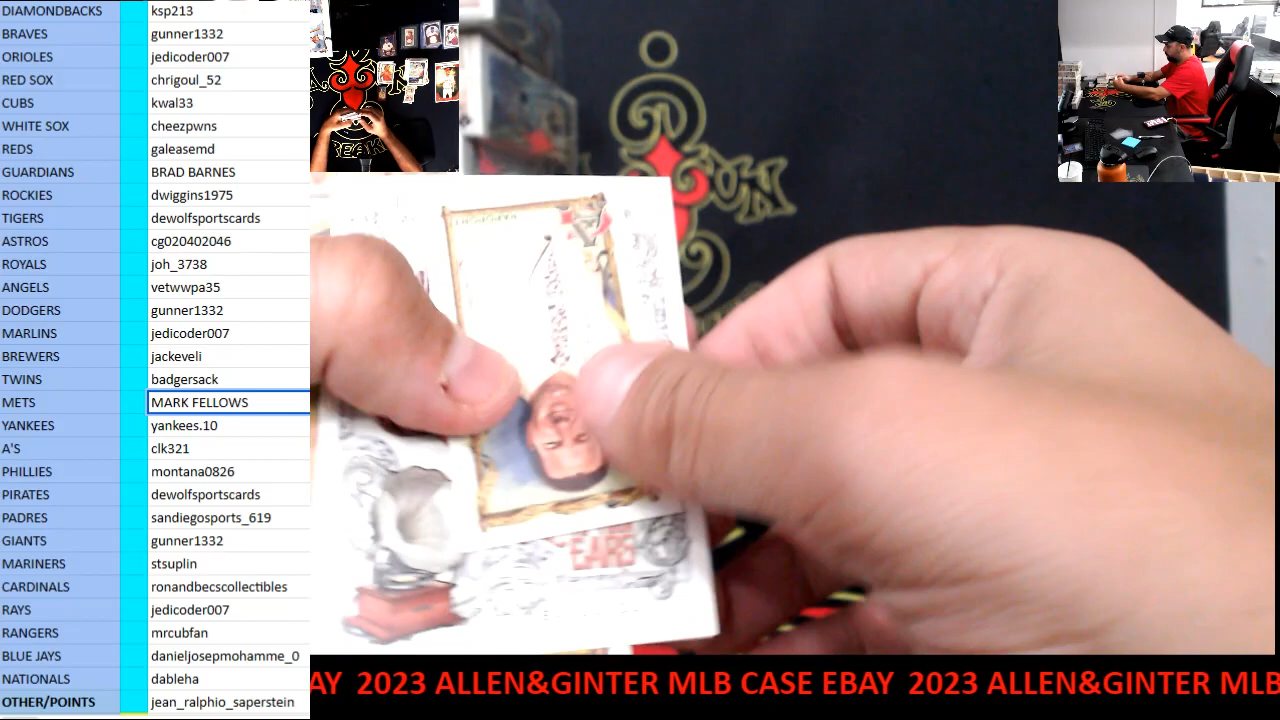 DIAMONDBACKS ksp213
BRAVES gunner1332
ORIOLES jedicoder007
RED SOX chrigoul_52
CUBS kwal33
WHITE SOX cheezpwns
REDS galeasemd
GUARDIANS BRAD BARNES
ROCKIES dwiggins1975
TIGERS dewolfsportscards
ASTROS cg020402046
ROYALS joh_3738
ANGELS vetwwpa35
DODGERS gunner1332
MARLINS jedicoder007
BREWERS jackeveli
TWINS badgersack
METS MARK FELLOWS
YANKEES yankees.10
A'S clk321
PHILLIES montana0826
PIRATES dewolfsportscards
PADRES sandiegosports_619
GIANTS gunner1332
MARINERS stsuplin
CARDINALS ronandbecscollectibles
RAYS jedicoder007
RANGERS mrcubfan
BLUE JAYS danieljosepmohamme_0
NATIONALS dableha
OTHER/POINTS jean_ralphio_saperstein
EARS
AY 2023 ALLEN&GINTER MLB CASE EBAY 2023 ALLEN&GINTER MLB